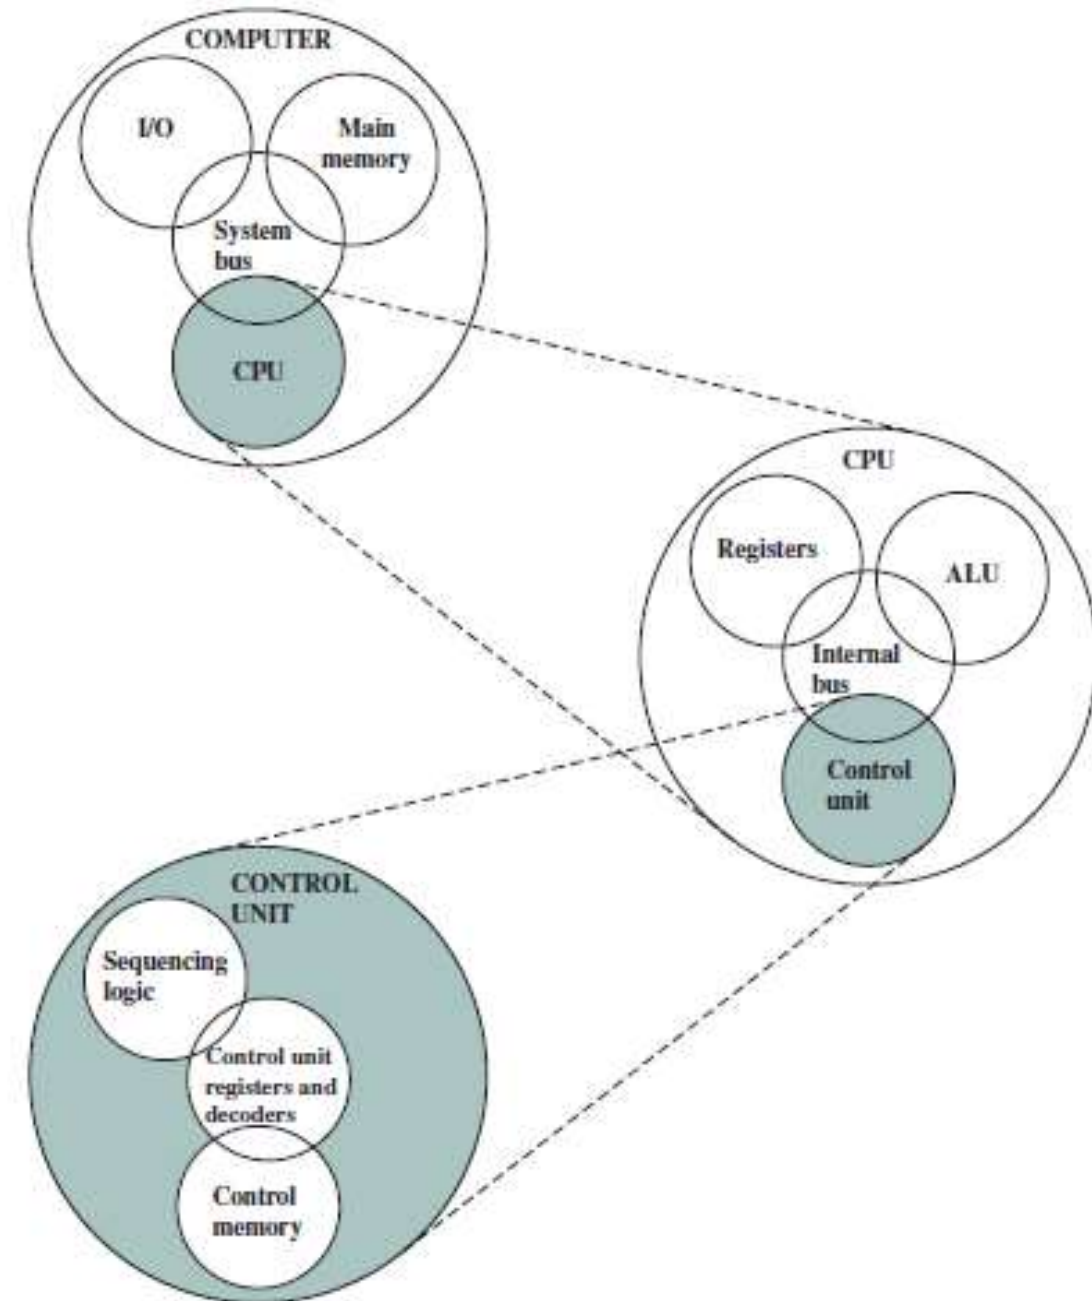 COMPUTER
I/O
Main
memory
System
bus
CPU
CPU
Registers
ALU
Internal
bus
Control
unit
CONTROL
UNIT
Sequencing
logic
Control unit
registers and
decoders
Control
memory